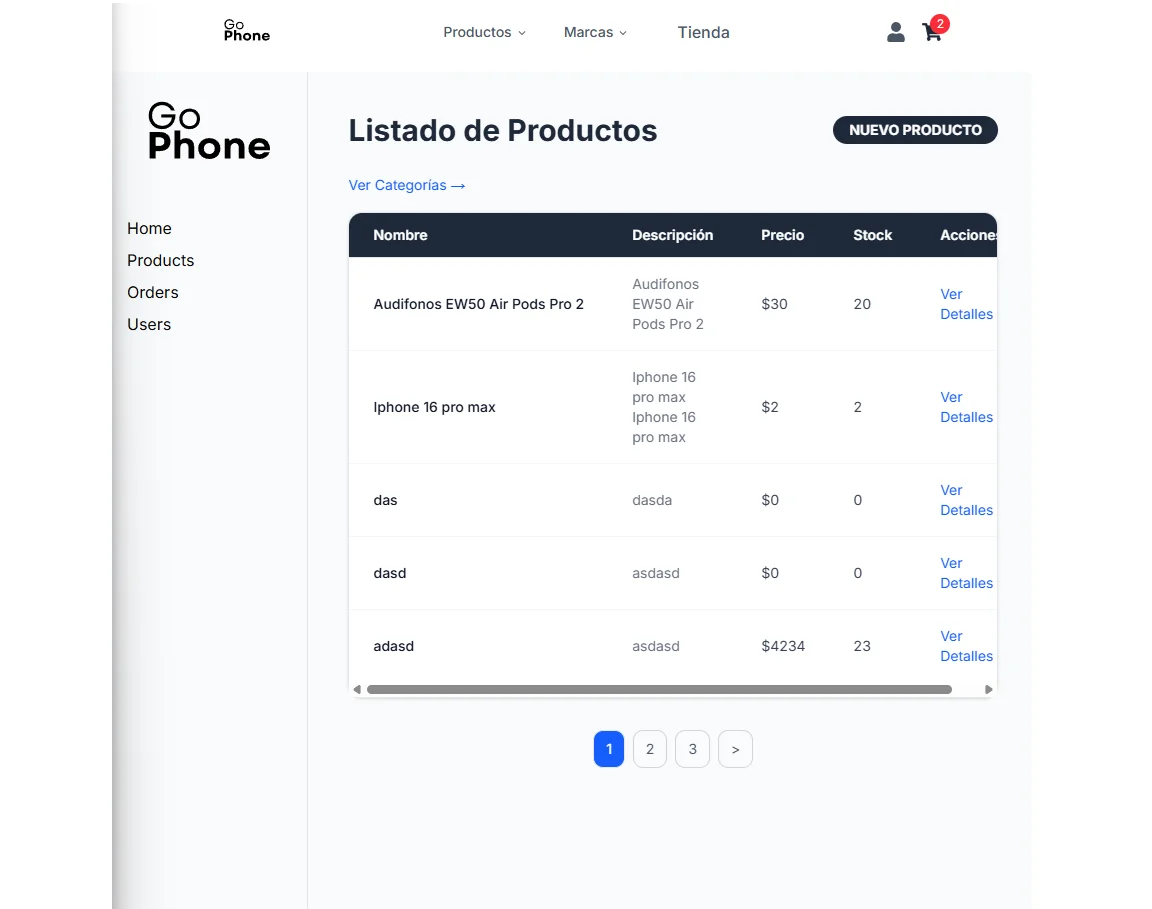 Go
Phone
Productos
Marcas
Tienda
2
Go
Phone
Home
Products
Orders
Users
Listado de Productos
NUEVO PRODUCTO
Ver Categorías →
Nombre Descripción Precio Stock Acciones
Audifonos EW50 Air Pods Pro 2
Audifonos
EW50 Air
Pods Pro 2
$30
20
Ver
Detalles
Iphone 16 pro max
Iphone 16
pro max
Iphone 16
pro max
$2
2
Ver
Detalles
das
dasda
$0
0
Ver
Detalles
dasd
asdasd
$0
0
Ver
Detalles
adasd
asdasd
$4234
23
Ver
Detalles
1 2 3 >